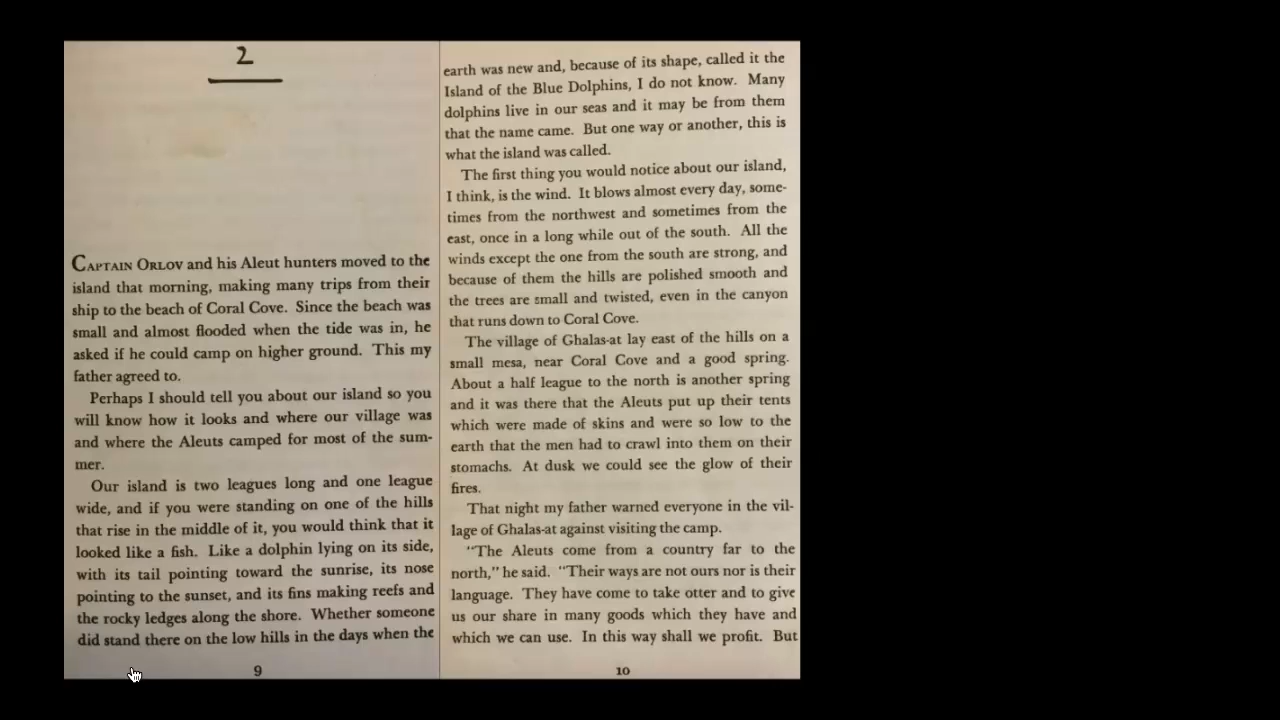 2
CAPTAIN ORLOV and his Aleut hunters moved to the
island that morning, making many trips from their
ship to the beach of Coral Cove. Since the beach was
small and almost flooded when the tide was in, he
asked if he could camp on higher ground. This my
father agreed to.
Perhaps I should tell you about our island so you
will know how it looks and where our village was
and where the Aleuts camped for most of the sum-
mer.
Our island is two leagues long and one league
wide, and if you were standing on one of the hills
that rise in the middle of it, you would think that it
looked like a fish. Like a dolphin lying on its side,
with its tail pointing toward the sunrise, its nose
pointing to the sunset, and its fins making reefs and
the rocky ledges along the shore. Whether someone
did stand there on the low hills in the days when the
9
earth was new and, because of its shape, called it the
Island of the Blue Dolphins, I do not know. Many
dolphins live in our seas and it may be from them
that the name came. But one way or another, this is
what the island was called.
The first thing you would notice about our island,
I think, is the wind. It blows almost every day, some-
times from the northwest and sometimes from the
east, once in a long while out of the south. All the
winds except the one from the south are strong, and
because of them the hills are polished smooth and
the trees are small and twisted, even in the canyon
that runs down to Coral Cove.
The village of Ghalas-at lay east of the hills on a
small mesa, near Coral Cove and a good spring.
About a half league to the north is another spring
and it was there that the Aleuts put up their tents
which were made of skins and were so low to the
earth that the men had to crawl into them on their
stomachs. At dusk we could see the glow of their
fires.
That night my father warned everyone in the vil-
lage of Ghalas-at against visiting the camp.
"The Aleuts come from a country far to the
north," he said. "Their ways are not ours nor is their
language. They have come to take otter and to give
us our share in many goods which they have and
which we can use. In this way shall we profit. But
10